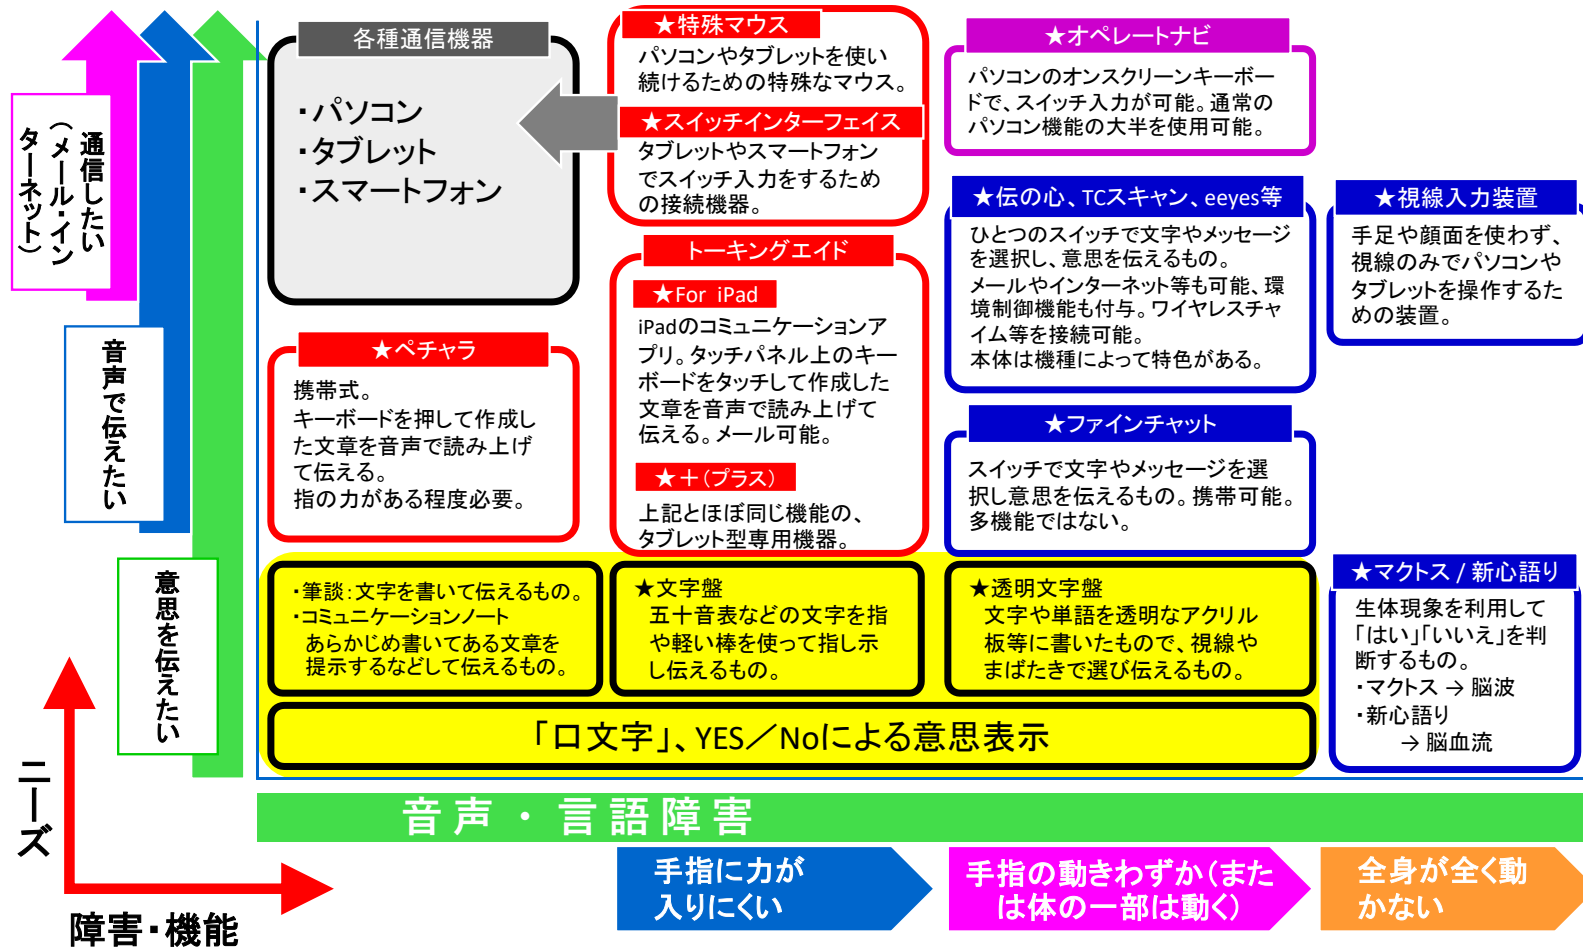 各種通信機器
・パソコン
・タブレット
・スマートフォン
★特殊マウス
パソコンやタブレットを使い
続けるための特殊なマウス。
★スイッチインターフェイス
タブレットやスマートフォン
でスイッチ入力をするため
の接続機器。
★オペレートナビ
パソコンのオンスクリーンキーボー
ドで、スイッチ入力が可能。通常の
パソコン機能の大半を使用可能。
通信したい
（メール・イン
ターネット）
★伝の心、TCスキャン、eeyes等
ひとつのスイッチで文字やメッセージ
を選択し、意思を伝えるもの。
メールやインターネット等も可能、環
境制御機能も付与。ワイヤレスチャ
イム等を接続可能。
本体は機種によって特色がある。
★視線入力装置
手足や顔面を使わず、
視線のみでパソコンや
タブレットを操作するた
めの装置。
トーキングエイド
★For iPad
iPadのコミュニケーションア
プリ。タッチパネル上のキー
ボードをタッチして作成した
文章を音声で読み上げて
伝える。メール可能。
★＋（プラス）
上記とほぼ同じ機能の、
タブレット型専用機器。
音声で伝えたい
★ペチャラ
携帯式。
キーボードを押して作成し
た文章を音声で読み上げ
て伝える。
指の力がある程度必要。
★ファインチャット
スイッチで文字やメッセージを選
択し意思を伝えるもの。携帯可能。
多機能ではない。
意思を伝えたい
・筆談：文字を書いて伝えるもの。
・コミュニケーションノート
あらかじめ書いてある文章を
提示するなどして伝えるもの。
★文字盤
五十音表などの文字を指
や軽い棒を使って指し示
し伝えるもの。
★透明文字盤
文字や単語を透明なアクリル
板等に書いたもので、視線や
まばたきで選び伝えるもの。
★マクトス / 新心語り
生体現象を利用して
「はい」「いいえ」を判
断するもの。
・マクトス → 脳波
・新心語り
→ 脳血流
「口文字」、YES／Noによる意思表示
ニーズ
音声・言語障害
手指に力が
入りにくい
手指の動きわずか（また
は体の一部は動く）
全身が全く動
かない
障害・機能